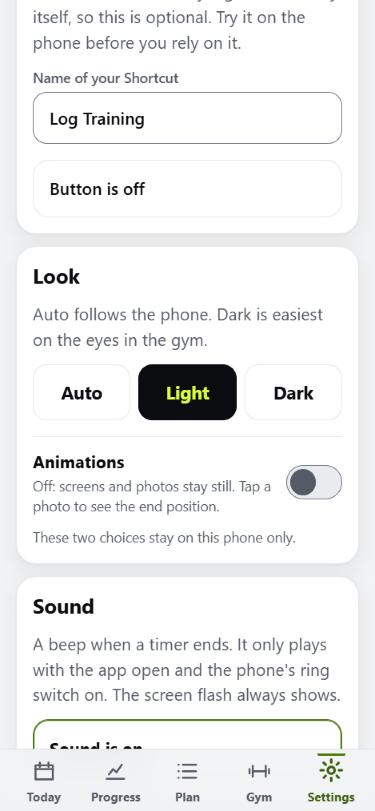 itself, so this is optional. Try it on the
phone before you rely on it.
Name of your Shortcut
Log Training
Button is off
Look
Auto follows the phone. Dark is easiest
on the eyes in the gym.
Auto
Light
Dark
Animations
Off: screens and photos stay still. Tap a
photo to see the end position.
These two choices stay on this phone only.
Sound
A beep when a timer ends. It only plays
with the app open and the phone's ring
switch on. The screen flash always shows.
Sound is on
Today
Progress
Plan
Gym
Settings